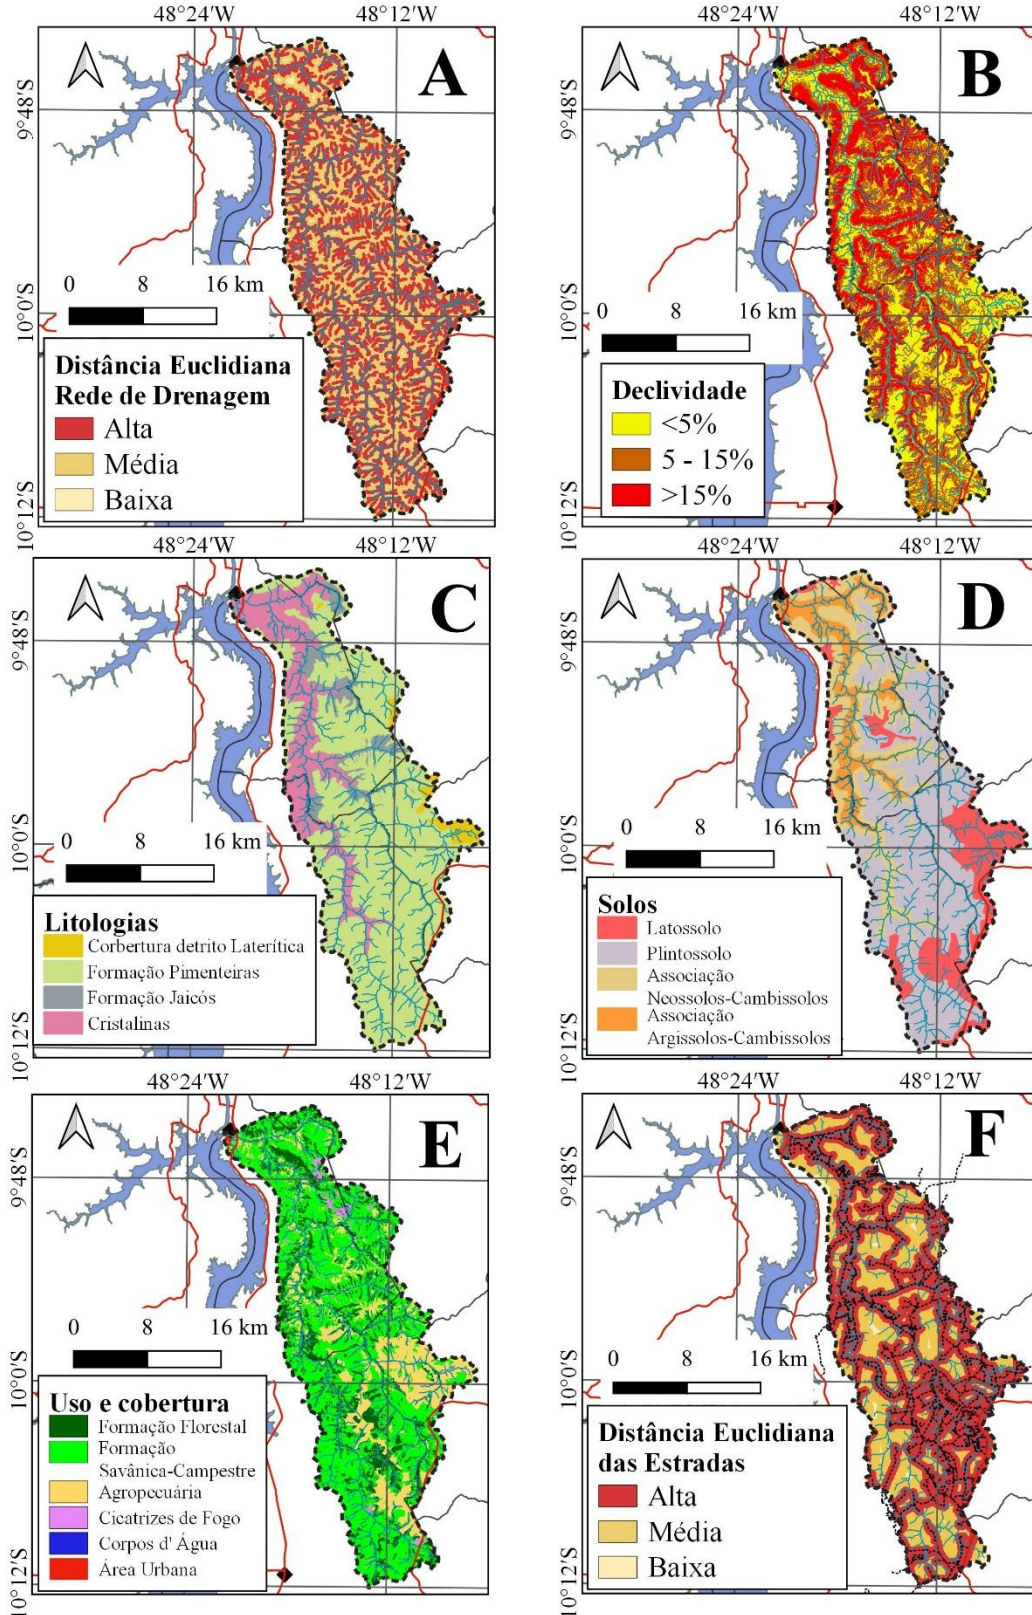 48°24'W
48°12'W
48°24'W
48°12'W
A
9°48'S
0
8
16 km
10°0'S
Distância Euclidiana
Rede de Drenagem
Alta
Média
Baixa
10°12'S
B
9°48'S
0
8
16 km
10°0'S
Declividade
<5%
5 - 15%
>15%
10°12'S
48°24'W
48°12'W
48°24'W
48°12'W
C
9°48'S
0
8
16 km
10°0'S
Litologias
Corbertura detrito Laterítica
Formação Pimenteiras
Formação Jaicós
Cristalinas
10°12'S
D
9°48'S
0
8
16 km
10°0'S
Solos
Latossolo
Plintossolo
Associação
Neossolos-Cambissolos
Associação
Argissolos-Cambissolos
10°12'S
48°24'W
48°12'W
48°24'W
48°12'W
E
9°48'S
0
8
16 km
10°0'S
Uso e cobertura
Formação Florestal
Formação
Savânica-Campestre
Agropecuária
Cicatrizes de Fogo
Corpos d' Água
Área Urbana
10°12'S
F
9°48'S
0
8
16 km
10°0'S
Distância Euclidiana
das Estradas
Alta
Média
Baixa
10°12'S